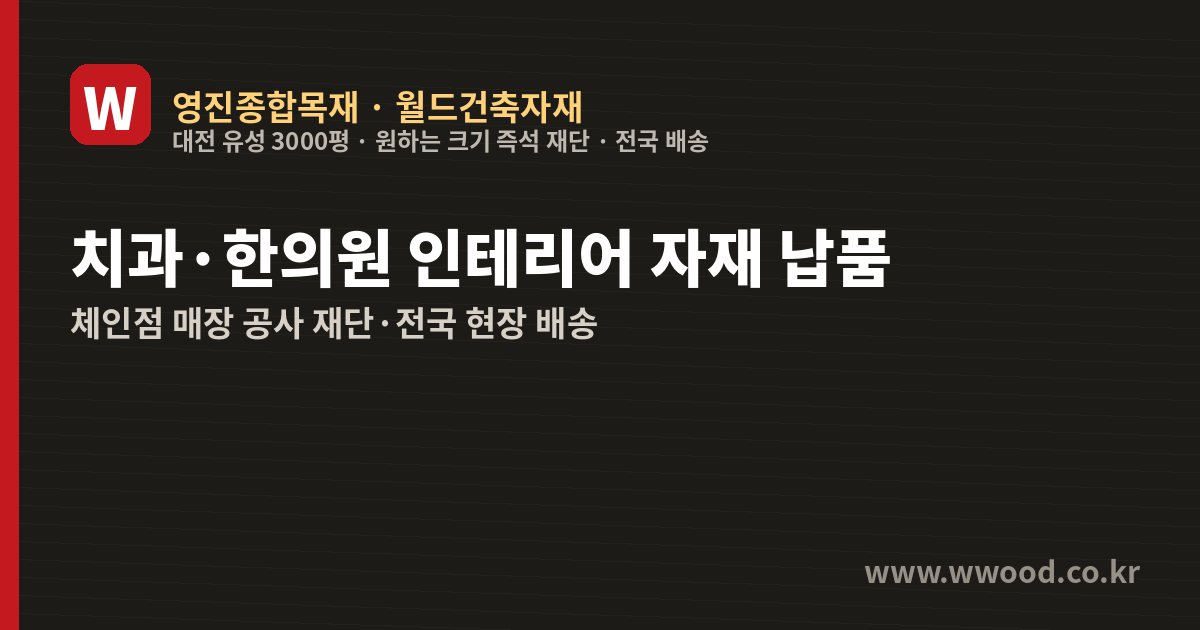 W
영진종합목재 · 월드건축자재
대전 유성 3000평 · 원하는 크기 즉석 재단 · 전국 배송
치과·한의원 인테리어 자재 납품
체인점 매장 공사 재단·전국 현장 배송
www.wwood.co.kr